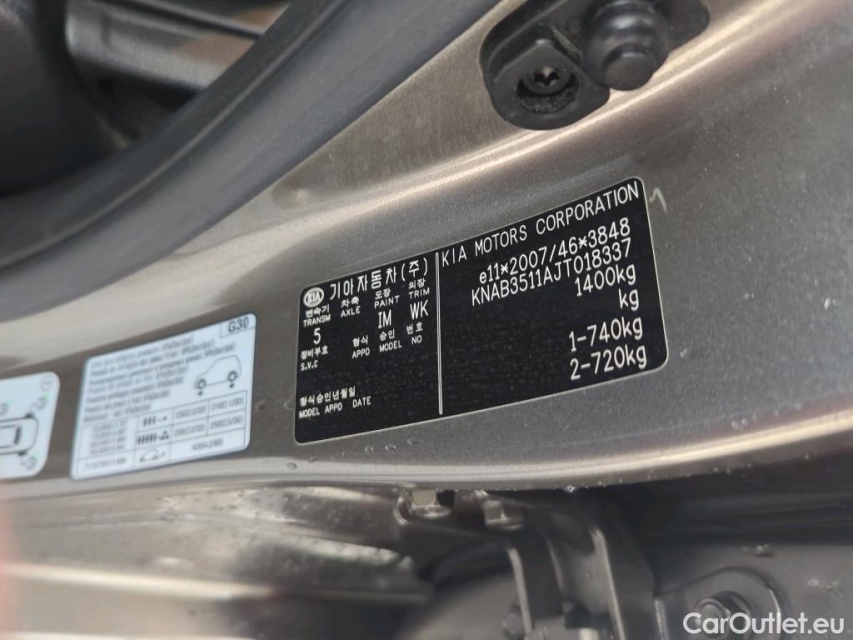 KIA 기아자동차(주)
변속기 차축 도장 의장
TRANSM AXLE PAINT TRIM
5 IM WK
정비부호 형식 승인 번호
S.V.C APPD MODEL NO
형식승인년월일
MODEL APPD DATE
KIA MOTORS CORPORATION
e11*2007/46*3848
KNAB3511AJT018337
1400kg
kg
1-740kg
2-720kg
G30
CarOutlet.eu